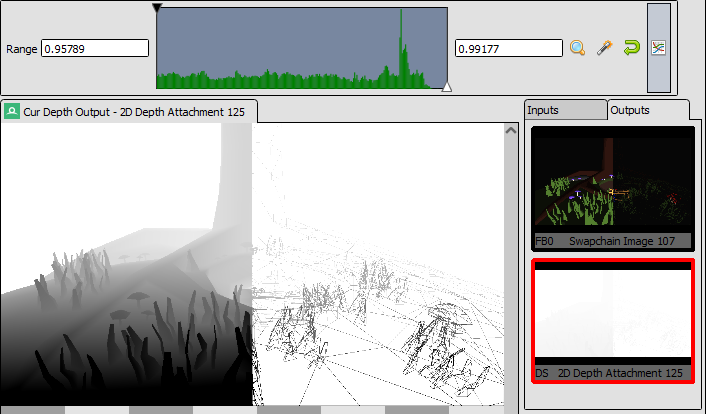 Range 0.95789 0.99177
Cur Depth Output - 2D Depth Attachment 125
Inputs Outputs
FB0 Swapchain Image 107
DS 2D Depth Attachment 125